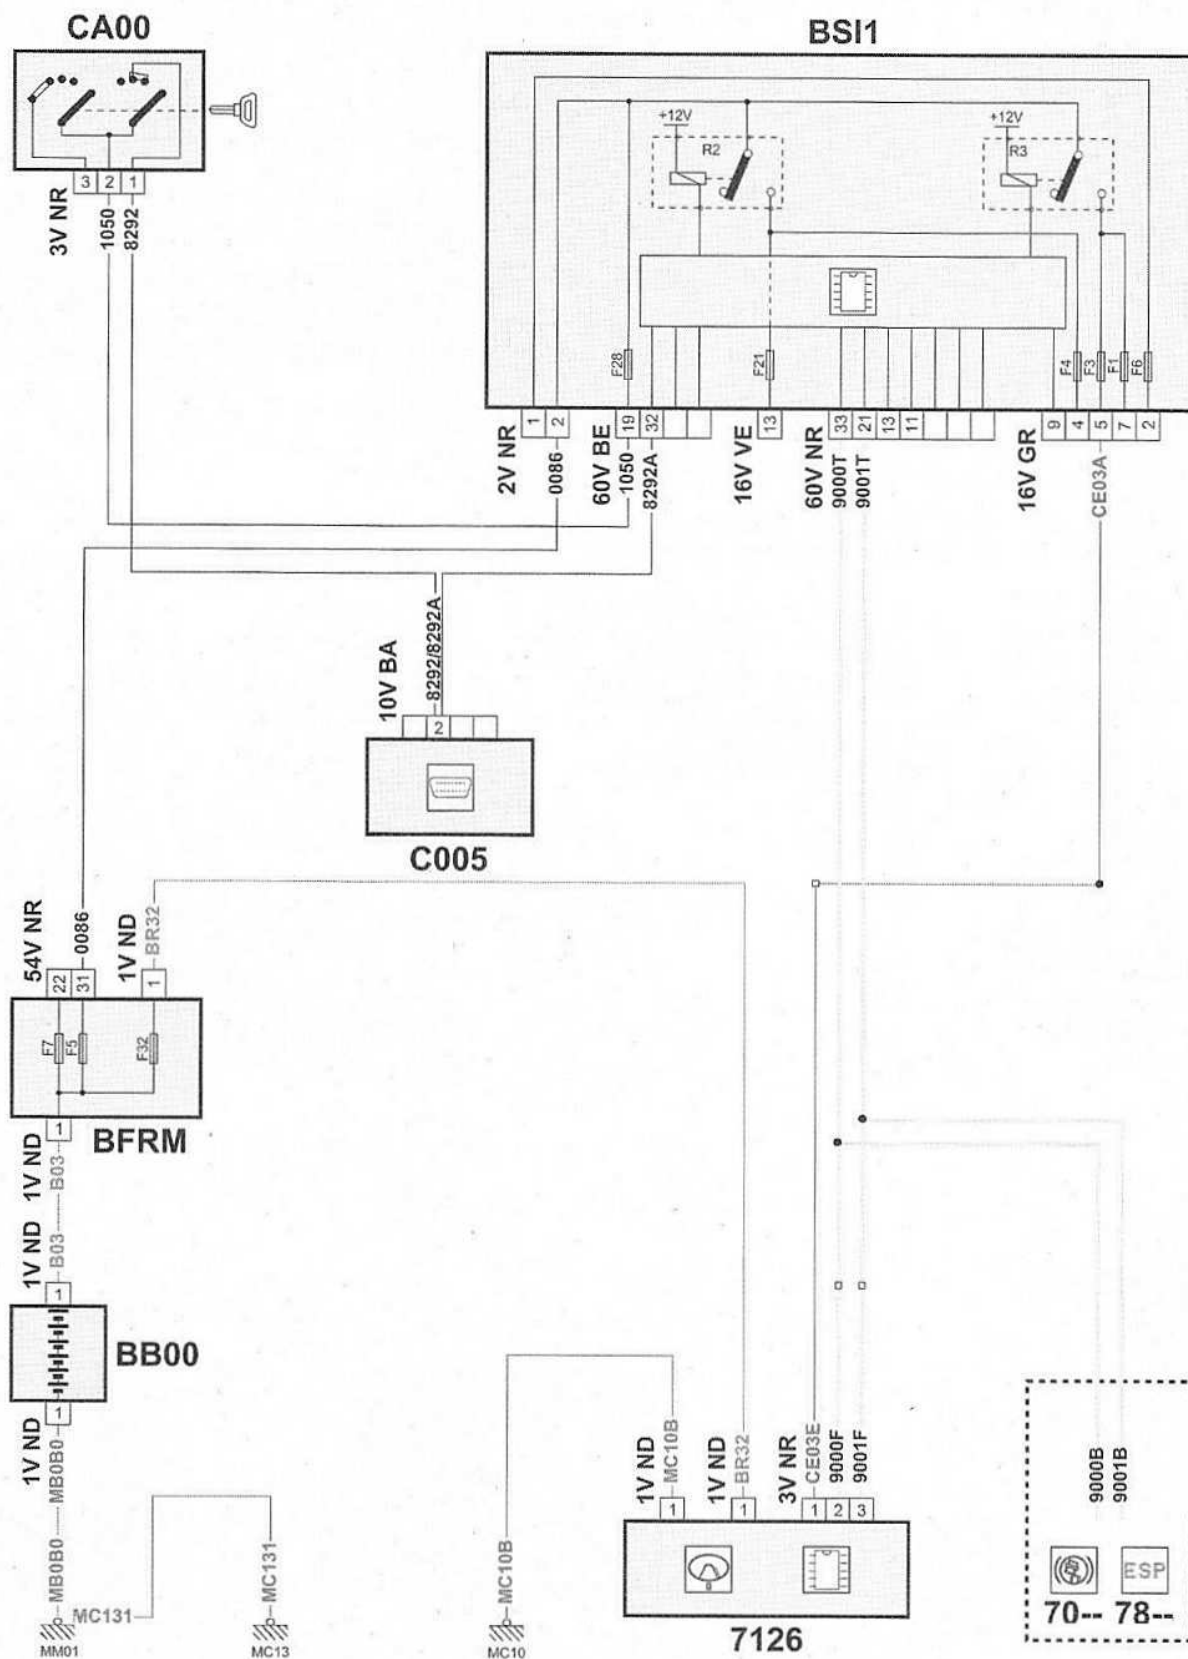 CA00
BSI1
+12V
+12V
R2
R3
3 2 1
3V NR
1050
8292
F28
F21
F4
F3
F1
F6
1 2
19 32
13
33 21 13 11
9 4 5 7 2
2V NR
0086
60V BE
1050
8292A
16V VE
60V NR
9000T
9001T
16V GR
CE03A
10V BA
8292/8292A
2
C005
54V NR
0086
1V ND
BR32
22 31
1
F7
F5
F32
1
BFRM
1V ND
B03
1V ND
B03
1
BB00
1
1V ND
MB0B0
MB0B0
MC131
MC131
MC10B
1V ND
MC10B
1V ND
BR32
3V NR
CE03E
9000F
9001F
9000B
9001B
1
1
1 2 3
ESP
70-- 78--
7126
MM01
MC13
MC10